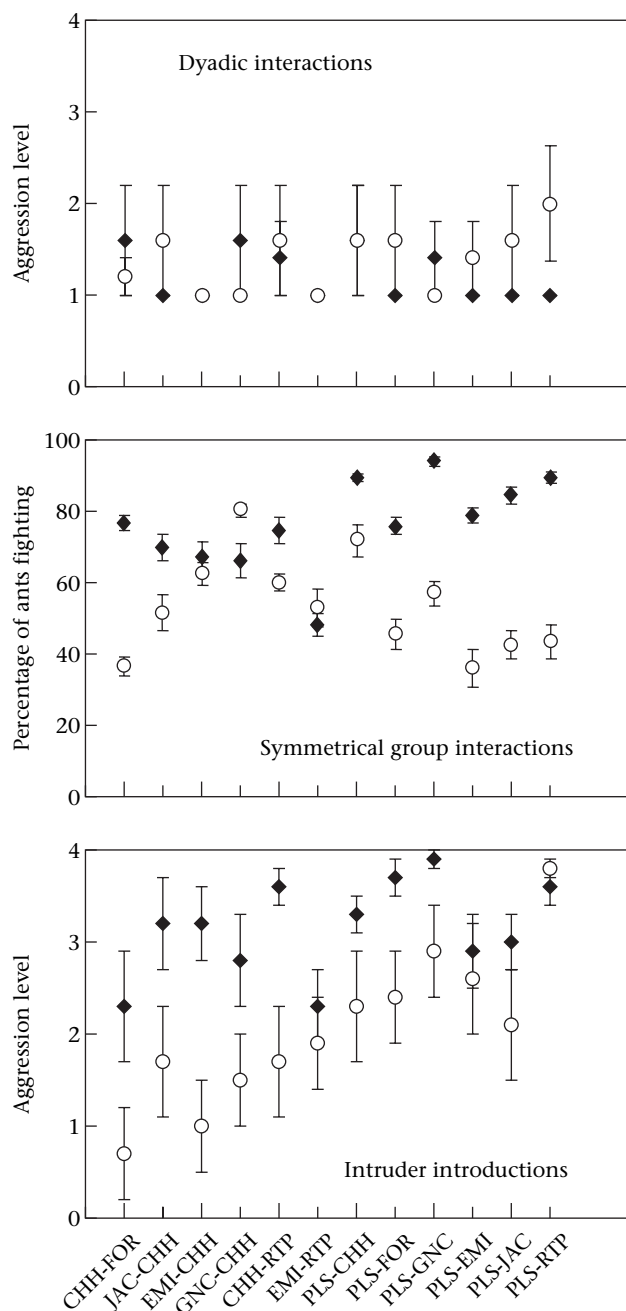 4
Dyadic interactions
3
2
1
0
Aggression level
100
80
60
40
20
0
Percentage of ants fighting
Symmetrical group interactions
4
3
2
1
0
Aggression level
Intruder introductions
CHH-FOR
JAC-CHH
EMI-CHH
GNC-CHH
CHH-RTP
EMI-RTP
PLS-CHH
PLS-FOR
PLS-GNC
PLS-EMI
PLS-JAC
PLS-RTP